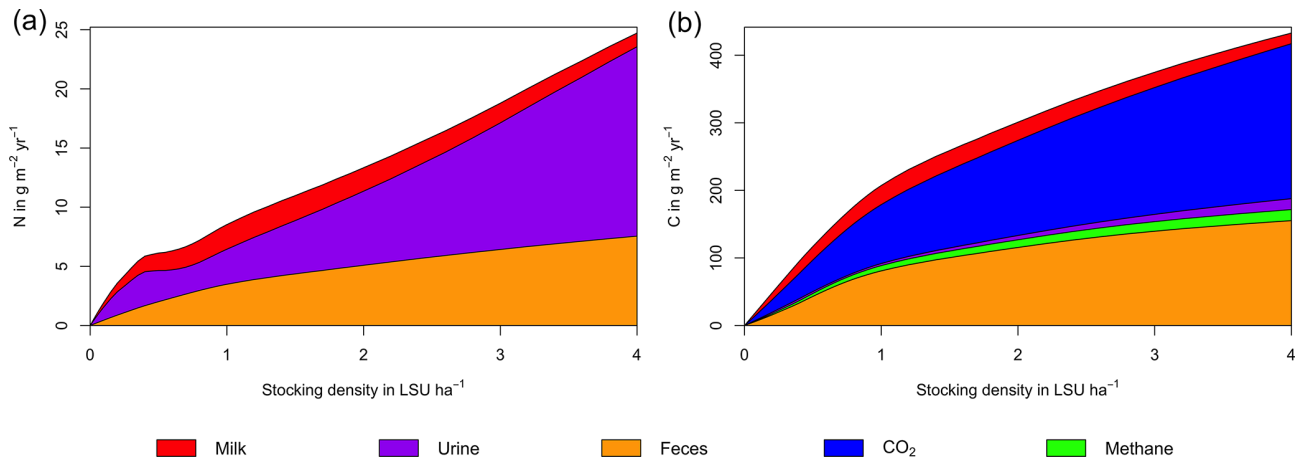 (a)
25
20
15
10
5
0
N in g m⁻² yr⁻¹
0 1 2 3 4
Stocking density in LSU ha⁻¹
(b)
400
300
200
100
0
C in g m⁻² yr⁻¹
0 1 2 3 4
Stocking density in LSU ha⁻¹
Milk Urine Feces CO₂ Methane